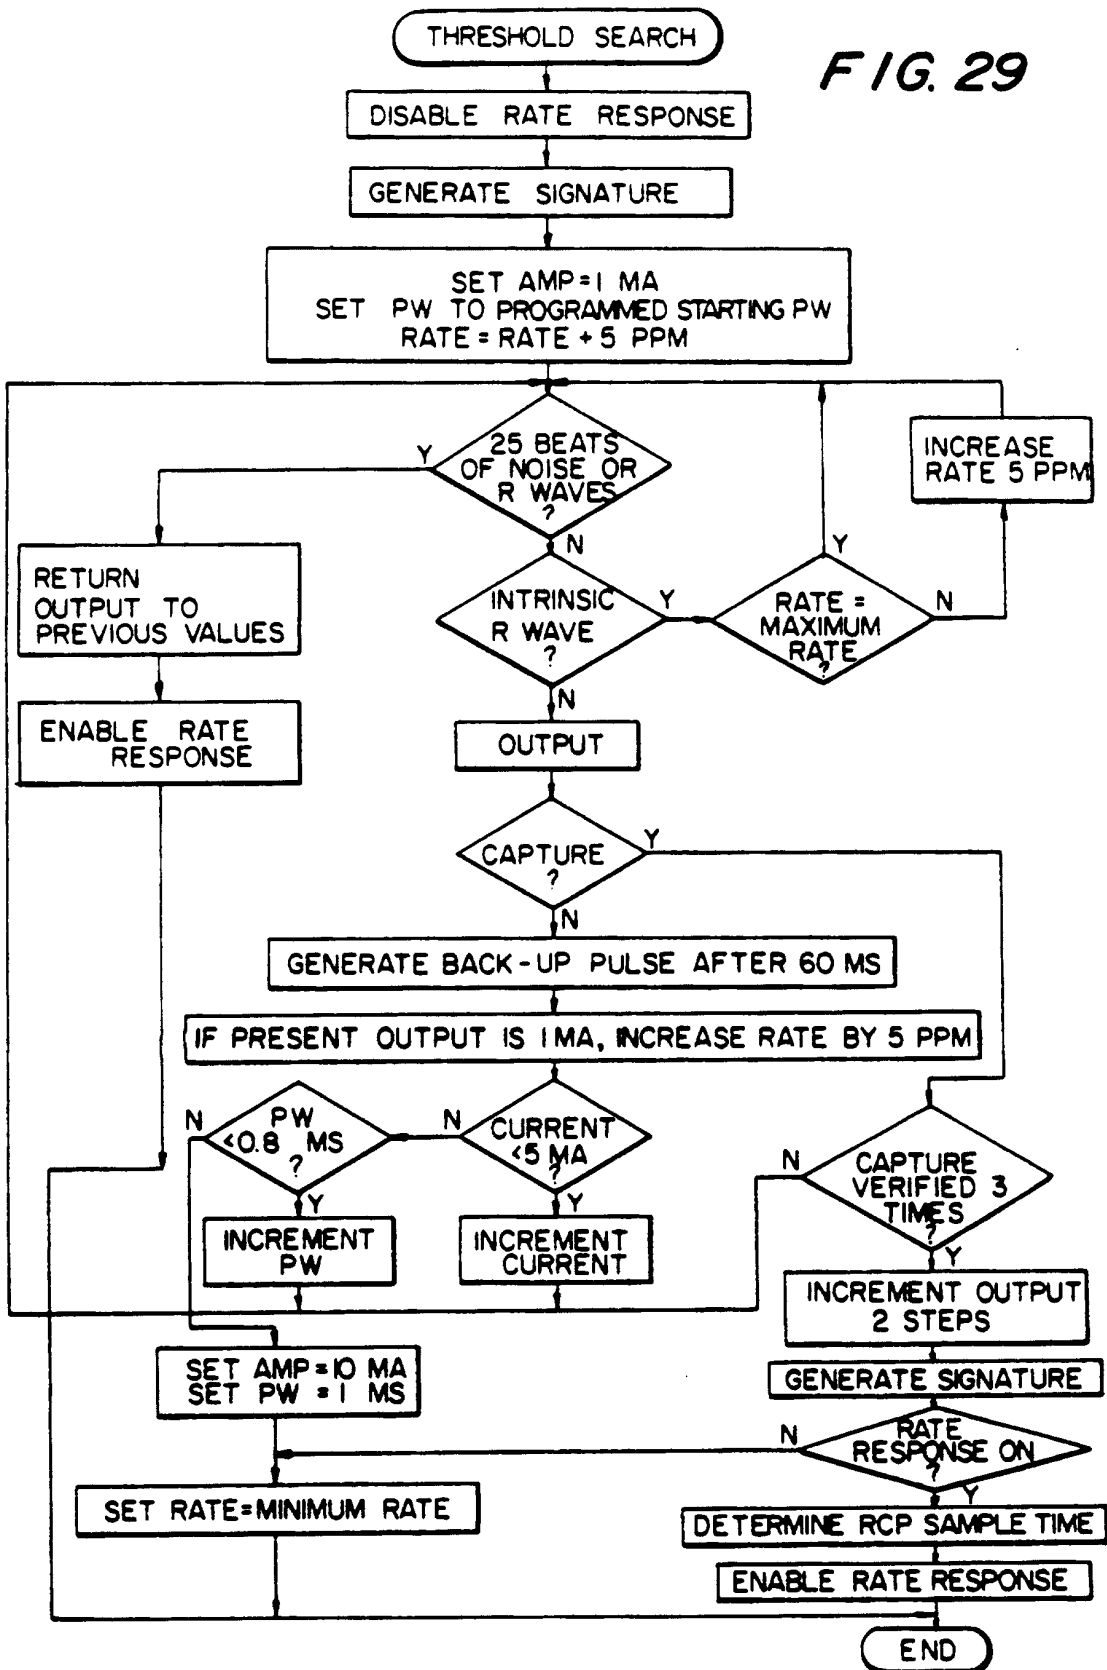 THRESHOLD SEARCH
FIG. 29
DISABLE RATE RESPONSE
GENERATE SIGNATURE
SET AMP=1 MA
SET PW TO PROGRAMMED STARTING PW
RATE = RATE + 5 PPM
25 BEATS
OF NOISE OR
R WAVES
?
Y
N
INCREASE
RATE 5 PPM
RETURN
OUTPUT TO
PREVIOUS VALUES
INTRINSIC
R WAVE
?
Y
N
RATE =
MAXIMUM
RATE
?
Y
N
ENABLE RATE
RESPONSE
OUTPUT
CAPTURE
?
Y
N
GENERATE BACK-UP PULSE AFTER 60 MS
IF PRESENT OUTPUT IS 1 MA, INCREASE RATE BY 5 PPM
PW
<0.8 MS
?
N
Y
CURRENT
<5 MA
?
N
Y
CAPTURE
VERIFIED 3
TIMES
?
N
Y
INCREMENT
PW
INCREMENT
CURRENT
INCREMENT OUTPUT
2 STEPS
SET AMP=10 MA
SET PW = 1 MS
GENERATE SIGNATURE
RATE
RESPONSE ON
?
N
Y
SET RATE=MINIMUM RATE
DETERMINE RCP SAMPLE TIME
ENABLE RATE RESPONSE
END